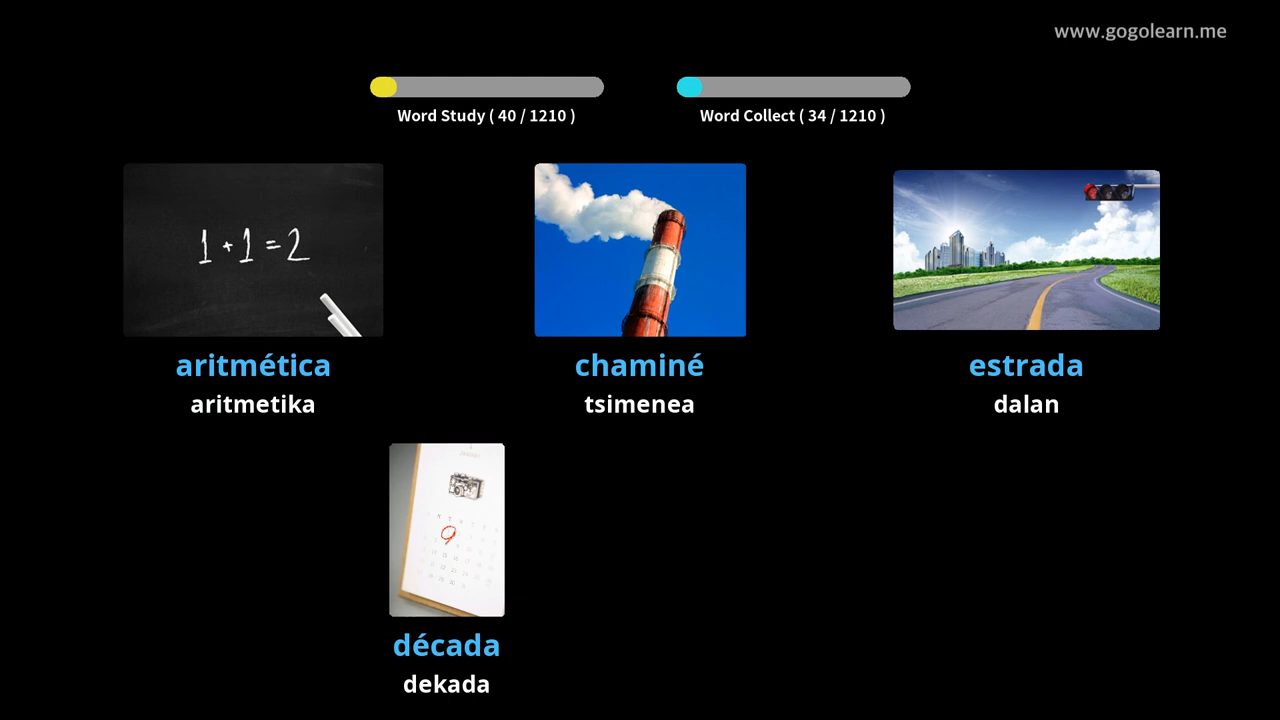 www.gogolearn.me
Word Study ( 40 / 1210 )
Word Collect ( 34 / 1210 )
1 + 1 = 2
aritmética
chaminé
estrada
aritmetika
tsimenea
dalan
década
dekada